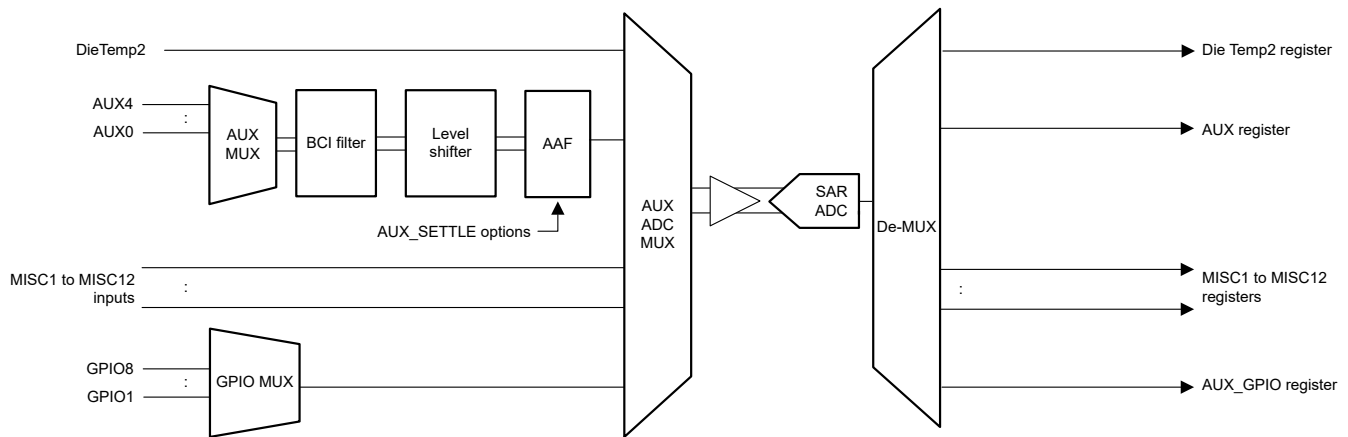 DieTemp2
Die Temp2 register
AUX4
:
AUX0
AUX
MUX
BCI filter
Level
shifter
AAF
AUX register
AUX_SETTLE options
AUX
ADC
MUX
SAR
ADC
De-MUX
MISC1 to MISC12
inputs
:
:
MISC1 to MISC12
registers
GPIO8
:
GPIO1
GPIO MUX
AUX_GPIO register